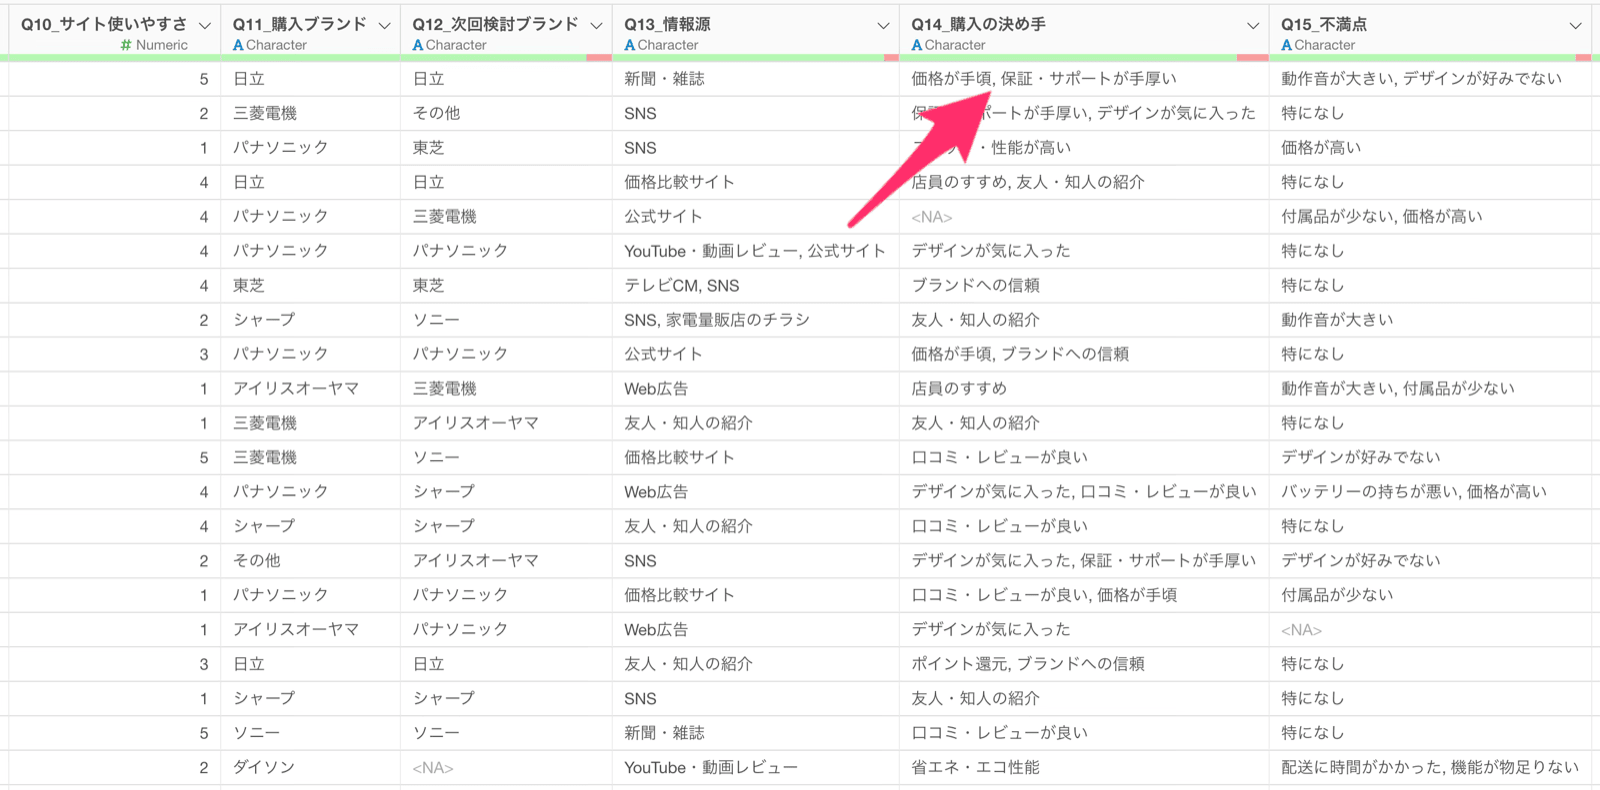 Q10_サイト使いやすさ Q11_購入ブランド Q12_次回検討ブランド Q13_情報源 Q14_購入の決め手 Q15_不満点
# Numeric A Character A Character A Character A Character A Character
5 日立 日立 新聞・雑誌 価格が手頃, 保証・サポートが手厚い 動作音が大きい, デザインが好みでない
2 三菱電機 その他 SNS ポートが手厚い, デザインが気に入った 特になし
1 パナソニック 東芝 SNS ・性能が高い 価格が高い
4 日立 日立 価格比較サイト 店員のすすめ, 友人・知人の紹介 特になし
4 パナソニック 三菱電機 公式サイト <NA> 付属品が少ない, 価格が高い
4 パナソニック パナソニック YouTube・動画レビュー, 公式サイト デザインが気に入った 特になし
4 東芝 東芝 テレビCM, SNS ブランドへの信頼 特になし
2 シャープ ソニー SNS, 家電量販店のチラシ 友人・知人の紹介 動作音が大きい
3 パナソニック パナソニック 公式サイト 価格が手頃, ブランドへの信頼 特になし
1 アイリスオーヤマ 三菱電機 Web広告 店員のすすめ 動作音が大きい, 付属品が少ない
1 三菱電機 アイリスオーヤマ 友人・知人の紹介 友人・知人の紹介 特になし
5 三菱電機 ソニー 価格比較サイト 口コミ・レビューが良い デザインが好みでない
4 パナソニック シャープ Web広告 デザインが気に入った, 口コミ・レビューが良い バッテリーの持ちが悪い, 価格が高い
4 シャープ シャープ 友人・知人の紹介 口コミ・レビューが良い 特になし
2 その他 アイリスオーヤマ SNS デザインが気に入った, 保証・サポートが手厚い デザインが好みでない
1 パナソニック パナソニック 価格比較サイト 口コミ・レビューが良い, 価格が手頃 付属品が少ない
1 アイリスオーヤマ パナソニック Web広告 デザインが気に入った <NA>
3 日立 日立 友人・知人の紹介 ポイント還元, ブランドへの信頼 特になし
1 シャープ シャープ SNS 友人・知人の紹介 特になし
5 ソニー ソニー 新聞・雑誌 口コミ・レビューが良い 特になし
2 ダイソン <NA> YouTube・動画レビュー 省エネ・エコ性能 配送に時間がかかった, 機能が物足りない